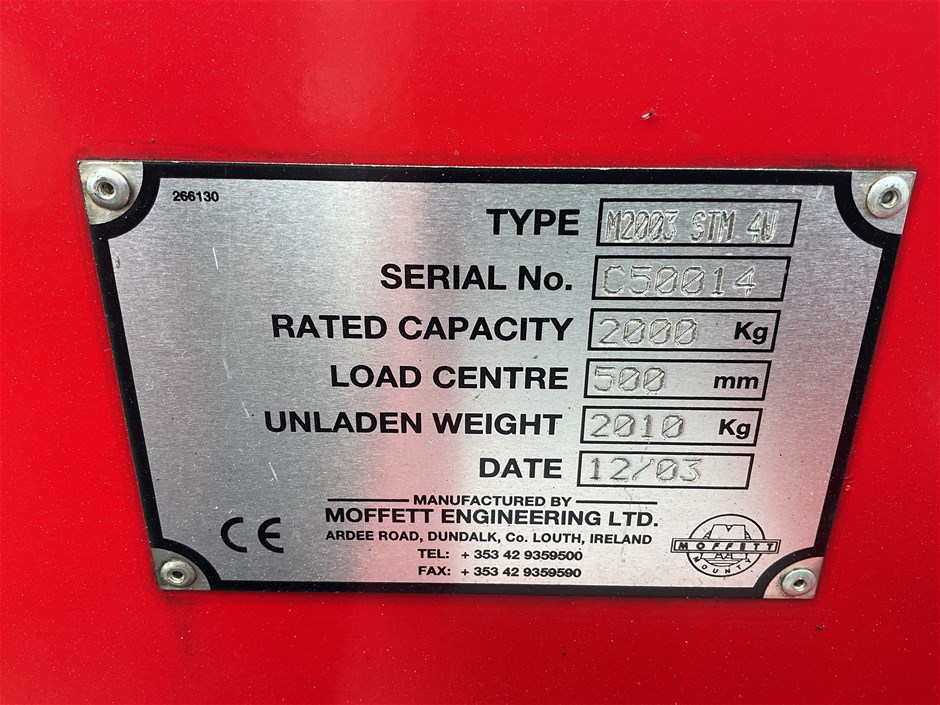 266130
TYPE M2003 STM 4W
SERIAL No. C50014
RATED CAPACITY 2000 Kg
LOAD CENTRE 500 mm
UNLADEN WEIGHT 2010 Kg
DATE 12/03
MANUFACTURED BY
MOFFETT ENGINEERING LTD.
ARDEE ROAD, DUNDALK, Co. LOUTH, IRELAND
TEL: + 353 42 9359500
FAX: + 353 42 9359590
CE
M
MOFFETT
MOUNTY